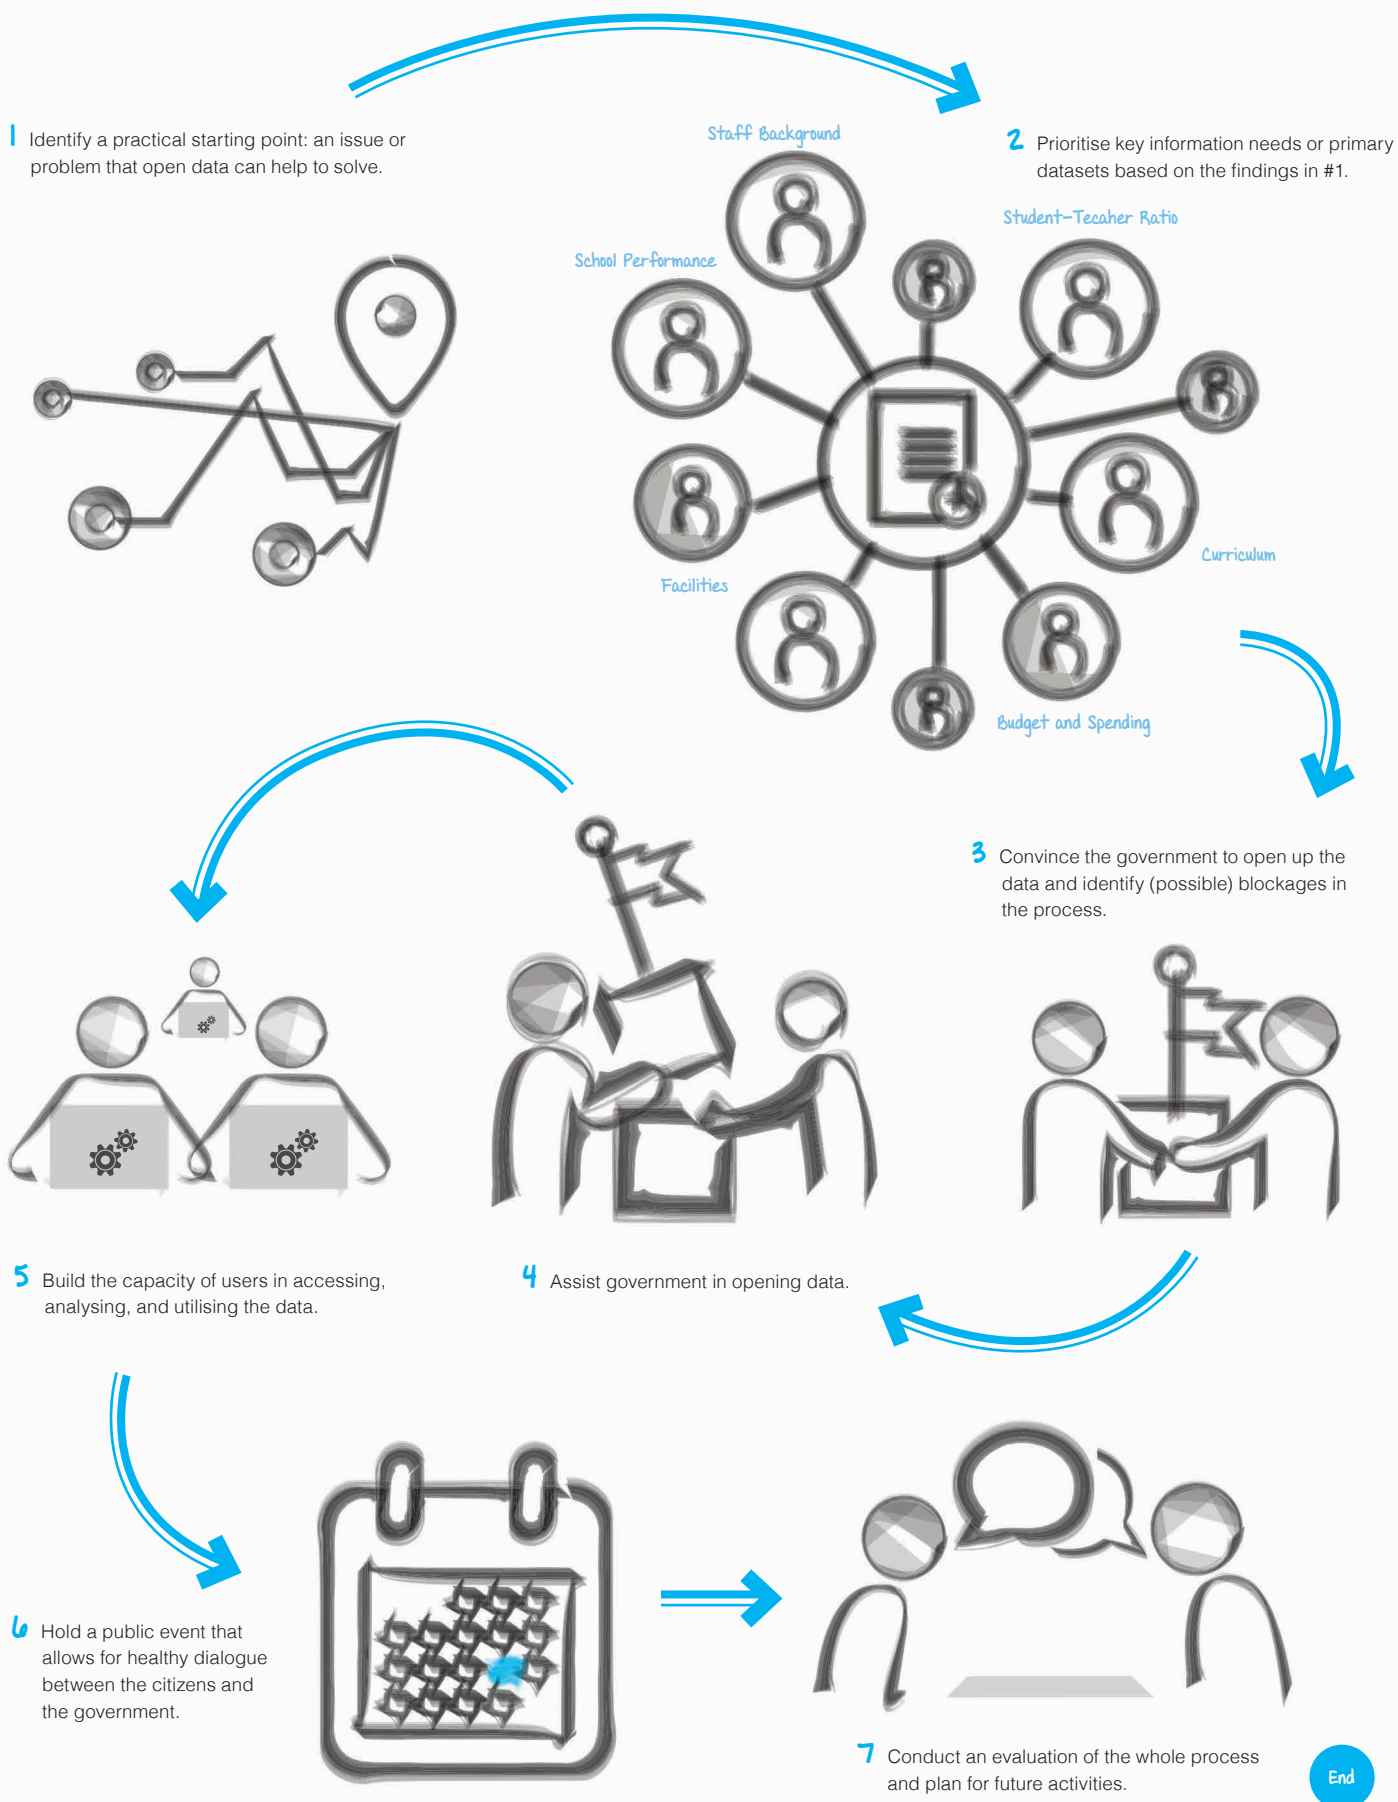 1 Identify a practical starting point: an issue or
problem that open data can help to solve.
2 Prioritise key information needs or primary
datasets based on the findings in #1.
Staff Background
Student-Tecaher Ratio
School Performance
Curriculum
Facilities
Budget and Spending
3 Convince the government to open up the
data and identify (possible) blockages in
the process.
4 Assist government in opening data.
5 Build the capacity of users in accessing,
analysing, and utilising the data.
6 Hold a public event that
allows for healthy dialogue
between the citizens and
the government.
7 Conduct an evaluation of the whole process
and plan for future activities.
End